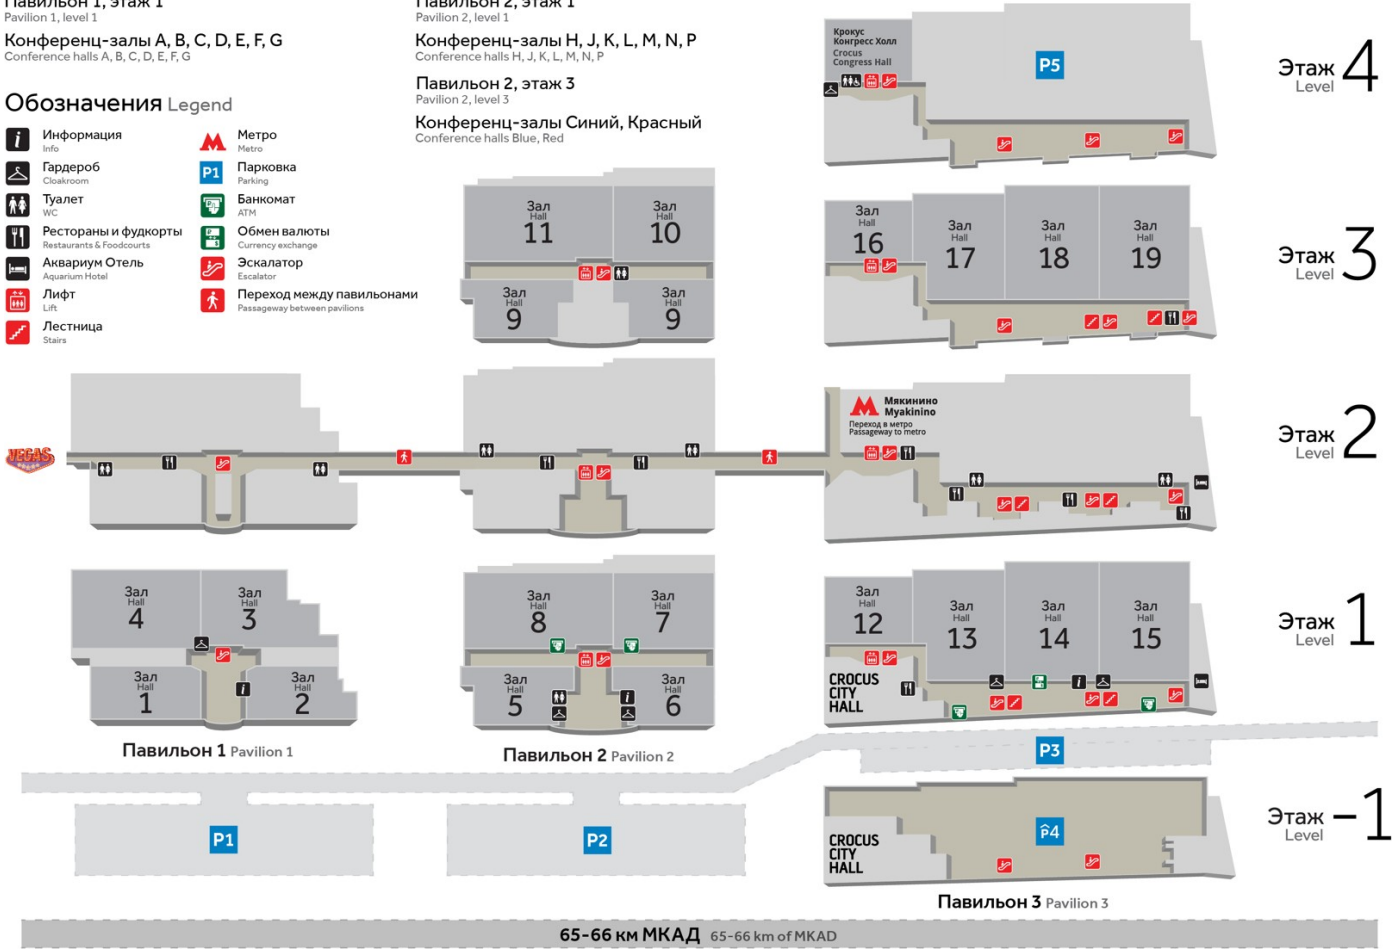 Павильон 1, этаж 1
Pavilion 1, level 1
Конференц-залы A, B, C, D, E, F, G
Conference halls A, B, C, D, E, F, G
Павильон 2, этаж 1
Pavilion 2, level 1
Конференц-залы H, J, K, L, M, N, P
Conference halls H, J, K, L, M, N, P
Павильон 2, этаж 3
Pavilion 2, level 3
Конференц-залы Синий, Красный
Conference halls Blue, Red
Обозначения Legend
Информация
Info
Гардероб
Cloakroom
Туалет
WC
Рестораны и фудкорты
Restaurants & Foodcourts
Аквариум Отель
Aquarium Hotel
Лифт
Lift
Лестница
Stairs
Метро
Metro
P1
Парковка
Parking
Банкомат
ATM
Обмен валюты
Currency exchange
Эскалатор
Escalator
Переход между павильонами
Passageway between pavilions
Крокус
Конгресс Холл
Crocus
Congress Hall
P5
Этаж 4
Level
Зал
Hall
11
Зал
Hall
10
Зал
Hall
9
Зал
Hall
9
Зал
Hall
16
Зал
Hall
17
Зал
Hall
18
Зал
Hall
19
Этаж 3
Level
VEGAS
Мякинино
Myakinino
Переход в метро
Passageway to metro
Этаж 2
Level
Зал
Hall
4
Зал
Hall
3
Зал
Hall
1
Зал
Hall
2
Павильон 1 Pavilion 1
Зал
Hall
8
Зал
Hall
7
Зал
Hall
5
Зал
Hall
6
Павильон 2 Pavilion 2
Зал
Hall
12
Зал
Hall
13
Зал
Hall
14
Зал
Hall
15
CROCUS
CITY
HALL
Этаж 1
Level
P3
P1
P2
P4
CROCUS
CITY
HALL
Этаж −1
Level
Павильон 3 Pavilion 3
65-66 км МКАД 65-66 km of MKAD